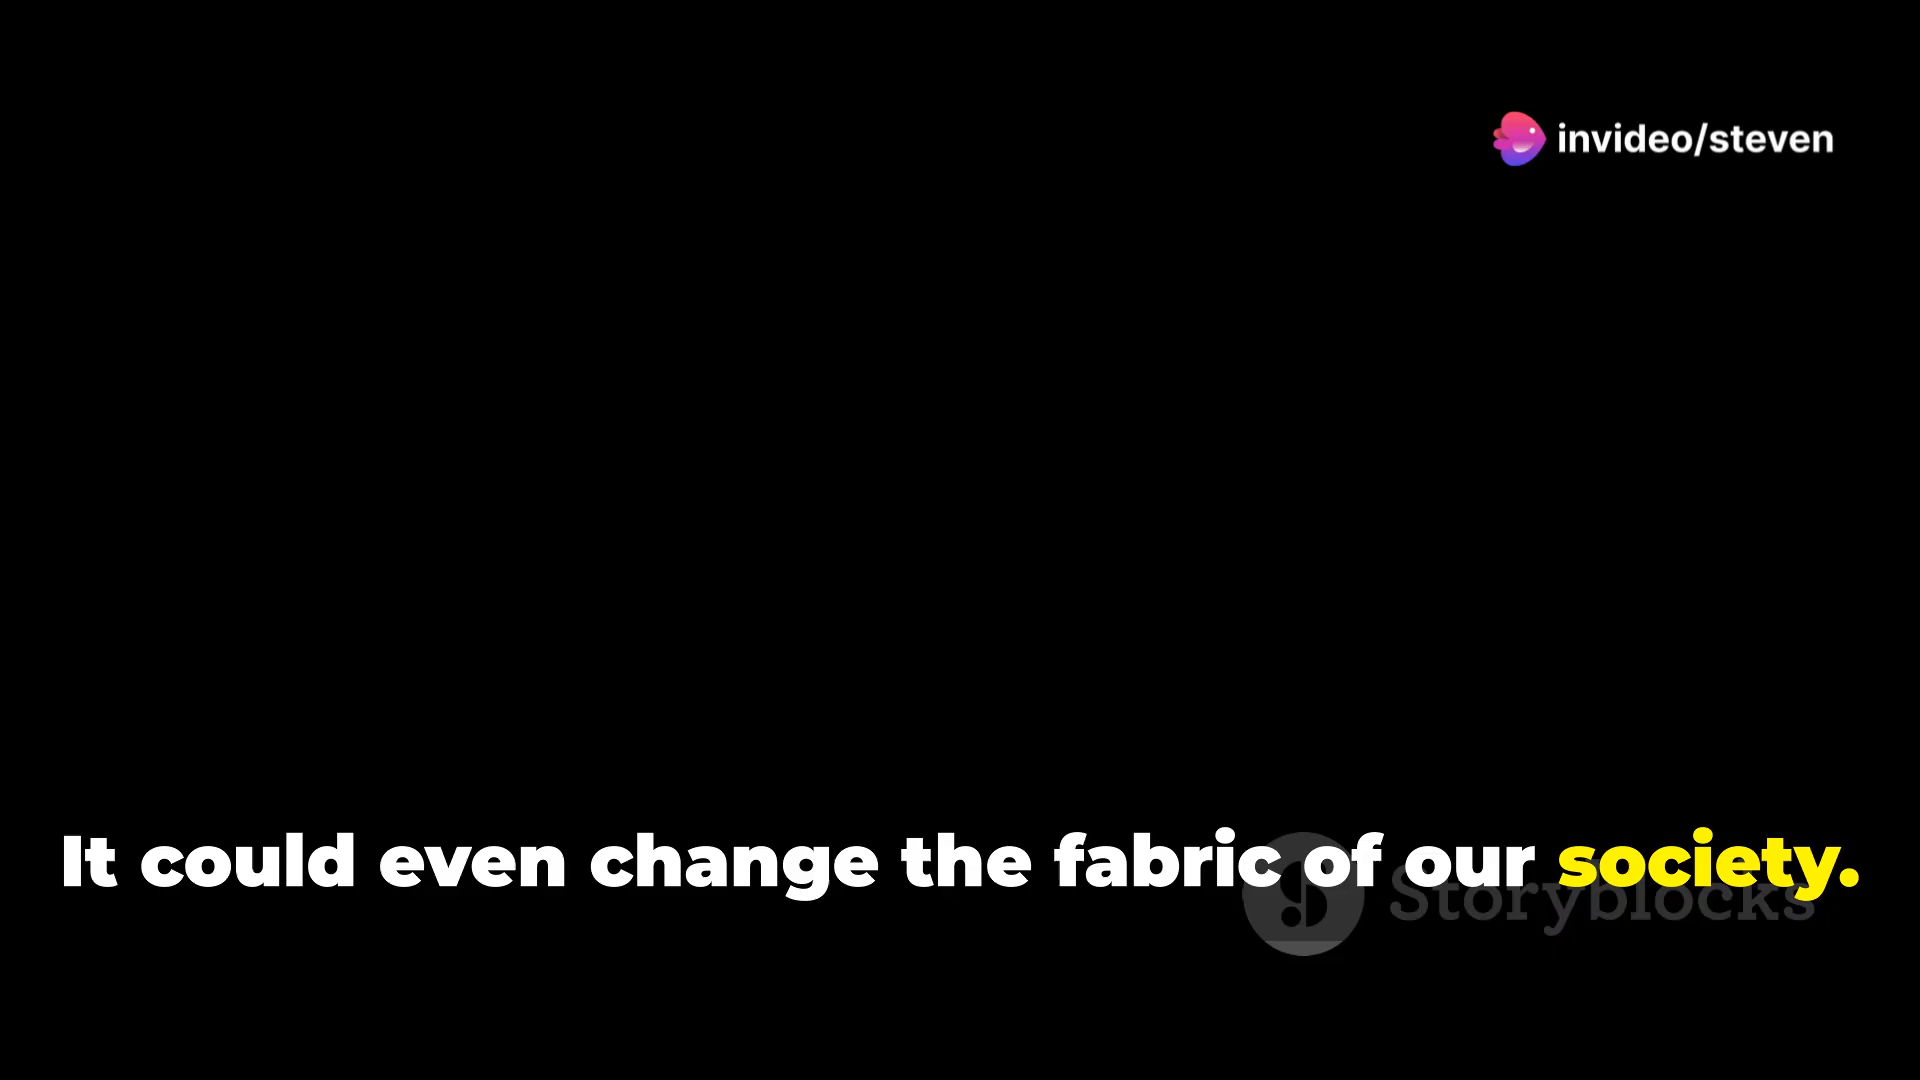 invideo/steven
It could even change the fabric of our society.
Storyblocks